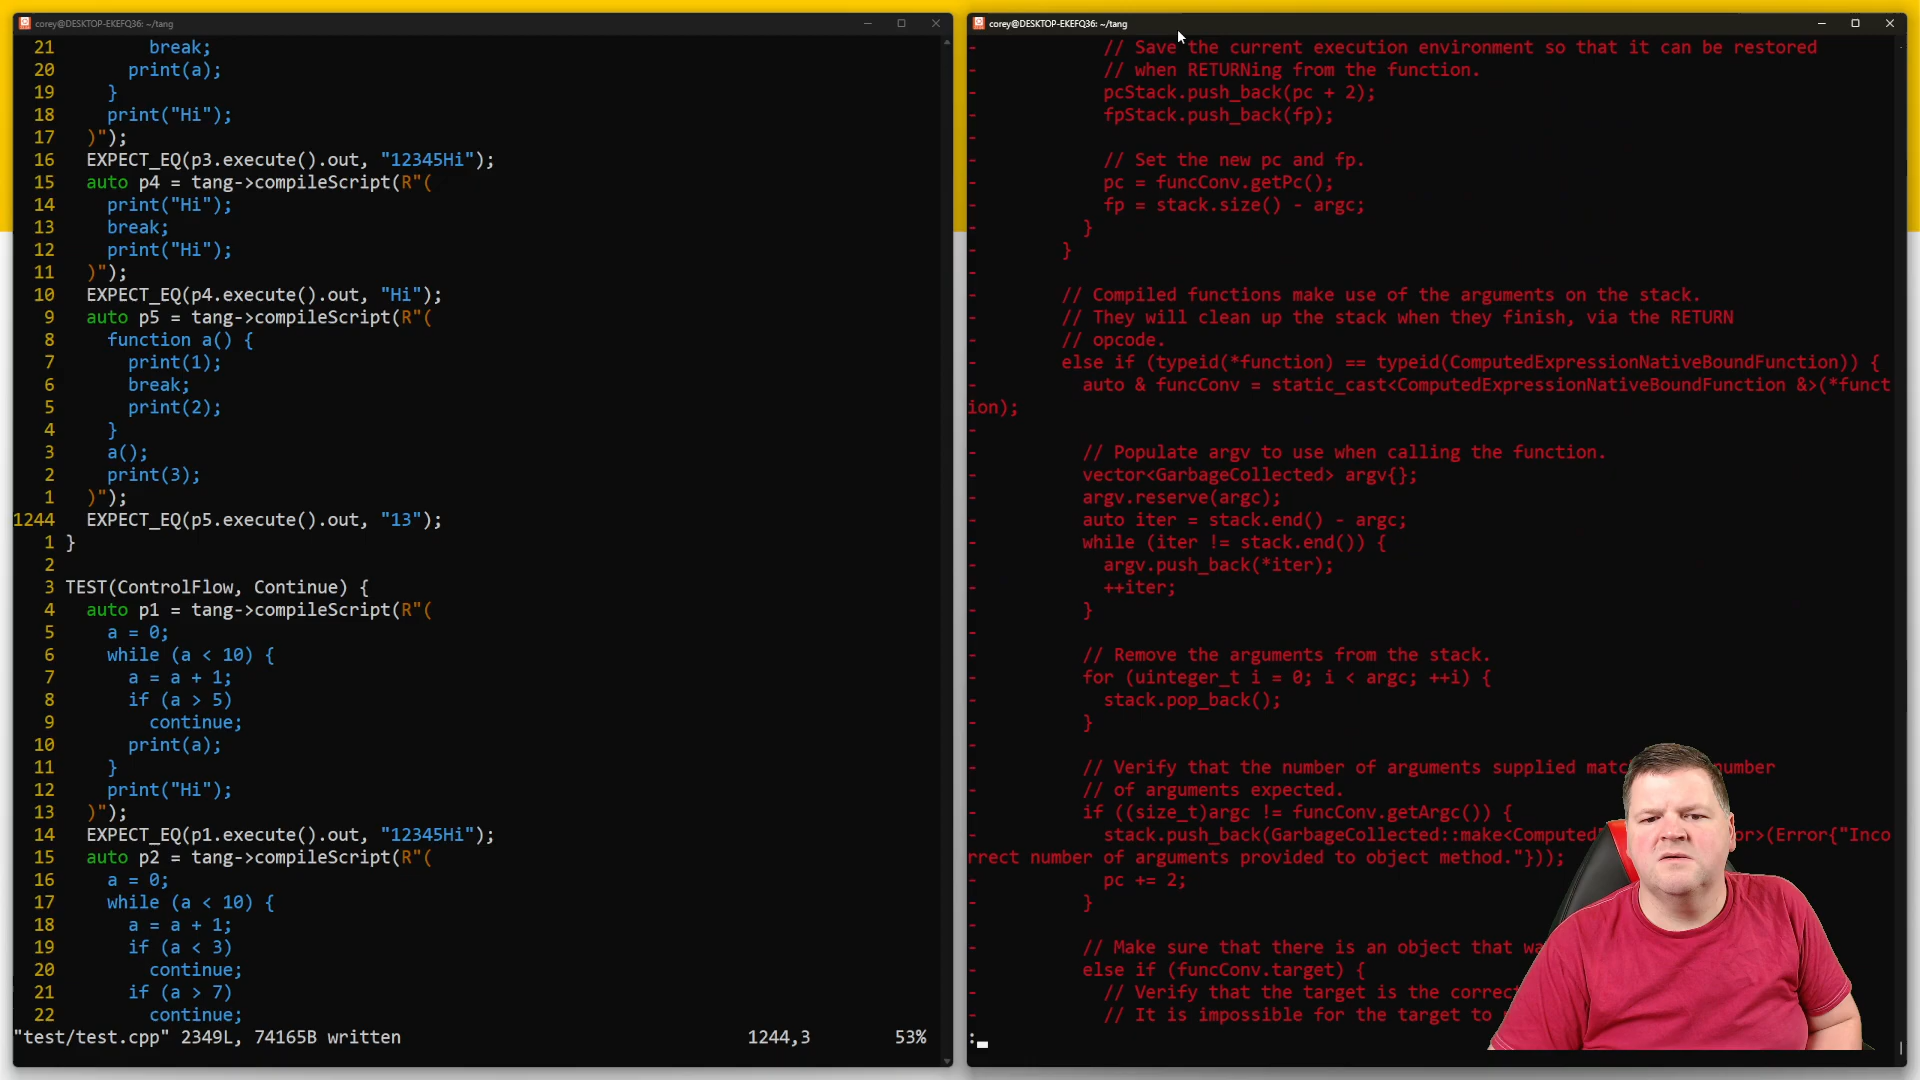 corey@DESKTOP-EKEFQ36: ~/tang
21 break;
20 print(a);
19 }
18 print("Hi");
17 )");
16 EXPECT_EQ(p3.execute().out, "12345Hi");
15 auto p4 = tang->compileScript(R"(
14 print("Hi");
13 break;
12 print("Hi");
11 )");
10 EXPECT_EQ(p4.execute().out, "Hi");
9 auto p5 = tang->compileScript(R"(
8 function a() {
7 print(1);
6 break;
5 print(2);
4 }
3 a();
2 print(3);
1 )");
1244 EXPECT_EQ(p5.execute().out, "13");
1 }
2
3 TEST(ControlFlow, Continue) {
4 auto p1 = tang->compileScript(R"(
5 a = 0;
6 while (a < 10) {
7 a = a + 1;
8 if (a > 5)
9 continue;
10 print(a);
11 }
12 print("Hi");
13 )");
14 EXPECT_EQ(p1.execute().out, "12345Hi");
15 auto p2 = tang->compileScript(R"(
16 a = 0;
17 while (a < 10) {
18 a = a + 1;
19 if (a < 3)
20 continue;
21 if (a > 7)
22 continue;
"test/test.cpp" 2349L, 74165B written 1244,3 53%
corey@DESKTOP-EKEFQ36: ~/tang
- // Save the current execution environment so that it can be restored
- // when RETURNing from the function.
- pcStack.push_back(pc + 2);
- fpStack.push_back(fp);
-
- // Set the new pc and fp.
- pc = funcConv.getPc();
- fp = stack.size() - argc;
- }
- }
-
- // Compiled functions make use of the arguments on the stack.
- // They will clean up the stack when they finish, via the RETURN
- // opcode.
- else if (typeid(*function) == typeid(ComputedExpressionNativeBoundFunction)) {
- auto & funcConv = static_cast<ComputedExpressionNativeBoundFunction &>(*funct
ion);
-
- // Populate argv to use when calling the function.
- vector<GarbageCollected> argv{};
- argv.reserve(argc);
- auto iter = stack.end() - argc;
- while (iter != stack.end()) {
- argv.push_back(*iter);
- ++iter;
- }
-
- // Remove the arguments from the stack.
- for (uinteger_t i = 0; i < argc; ++i) {
- stack.pop_back();
- }
-
- // Verify that the number of arguments supplied number
- // of arguments expected.
- if ((size_t)argc != funcConv.getArgc()) {
- stack.push_back(GarbageCollected::make<Computed or>(Error{"Inco
rrect number of arguments provided to object method."}));
- pc += 2;
- }
-
- // Make sure that there is an object that
- else if (funcConv.target) {
- // Verify that the target is the
- // It is impossible for the target to
: